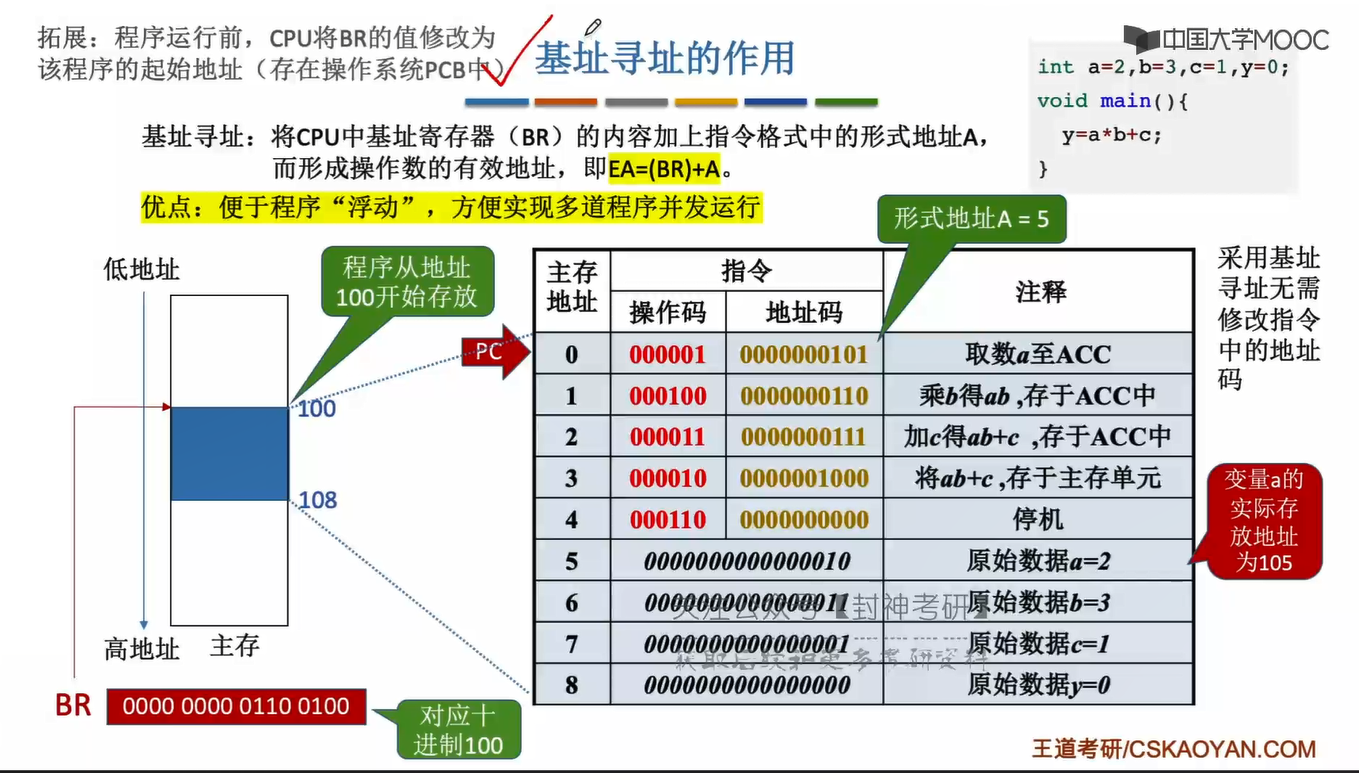 拓展：程序运行前，CPU将BR的值修改为
该程序的起始地址（存在操作系统PCB中）
基址寻址的作用
中国大学MOOC
int a=2,b=3,c=1,y=0;
void main(){
y=a*b+c;
}
基址寻址：将CPU中基址寄存器（BR）的内容加上指令格式中的形式地址A，
而形成操作数的有效地址，即EA=(BR)+A。
优点：便于程序“浮动”，方便实现多道程序并发运行
形式地址A = 5
低地址
程序从地址
100开始存放
PC
100
108
高地址
主存
BR
0000 0000 0110 0100
对应十
进制100
主存
地址
指令
注释
操作码 地址码
0 000001 0000000101 取数a至ACC
1 000100 0000000110 乘b得ab ,存于ACC中
2 000011 0000000111 加c得ab+c ,存于ACC中
3 000010 0000001000 将ab+c ,存于主存单元
4 000110 0000000000 停机
5 0000000000000010 原始数据a=2
6 0000000000000011 原始数据b=3
7 0000000000000001 原始数据c=1
8 0000000000000000 原始数据y=0
关注公众号【封神考研】
采用基址
寻址无需
修改指令
中的地址
码
变量a的
实际存
放地址
为105
王道考研/CSKAOYAN.COM